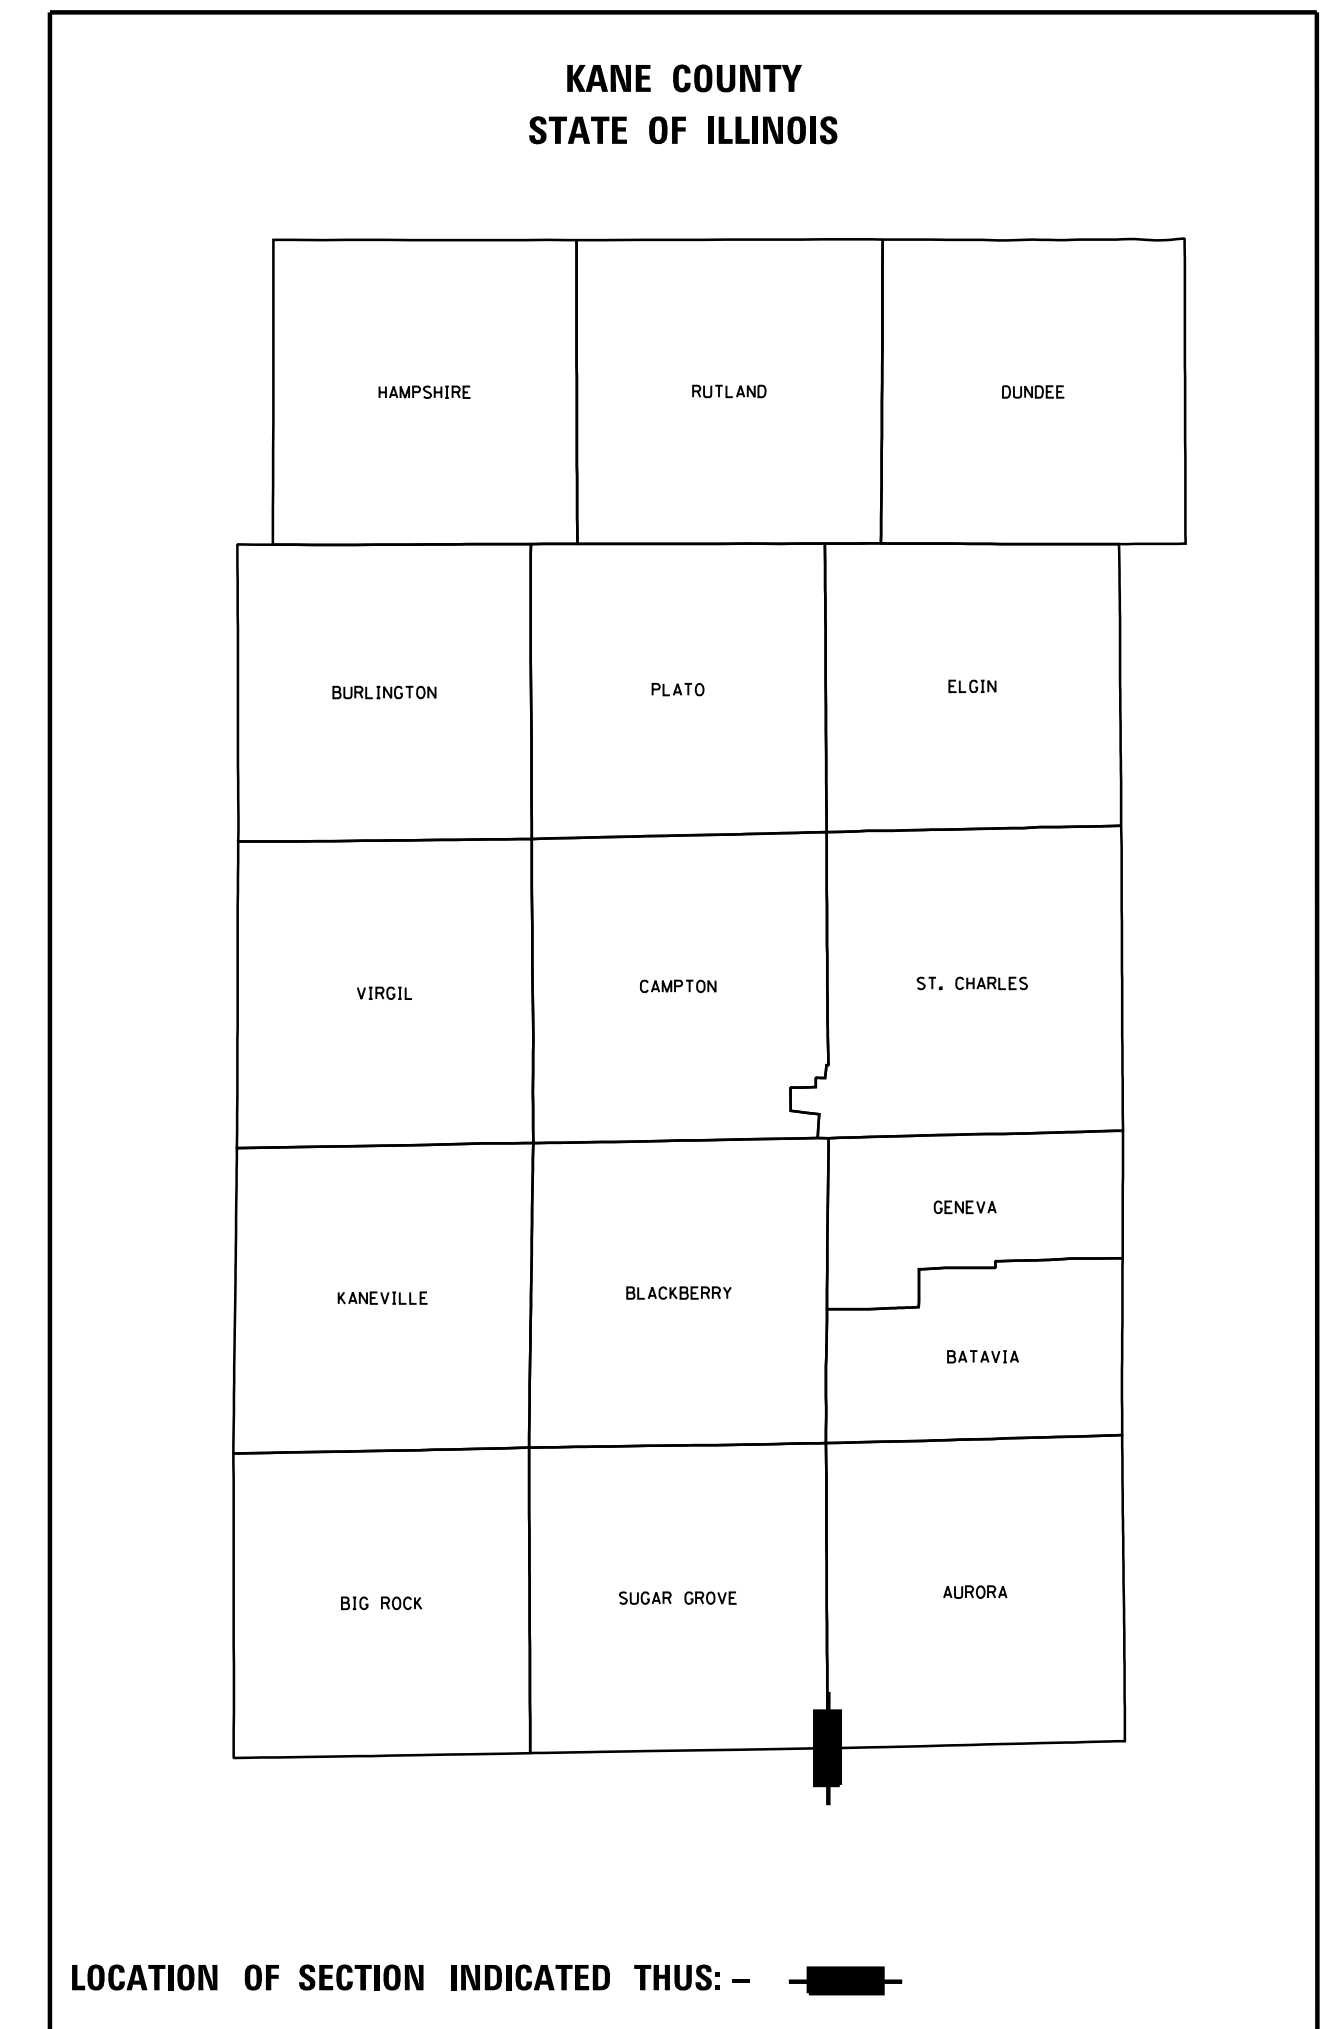 KANE COUNTY
STATE OF ILLINOIS
HAMPSHIRE
RUTLAND
DUNDEE
BURLINGTON
PLATO
ELGIN
VIRGIL
CAMPTON
ST. CHARLES
GENEVA
KANEVILLE
BLACKBERRY
BATAVIA
BIG ROCK
SUGAR GROVE
AURORA
LOCATION OF SECTION INDICATED THUS: –